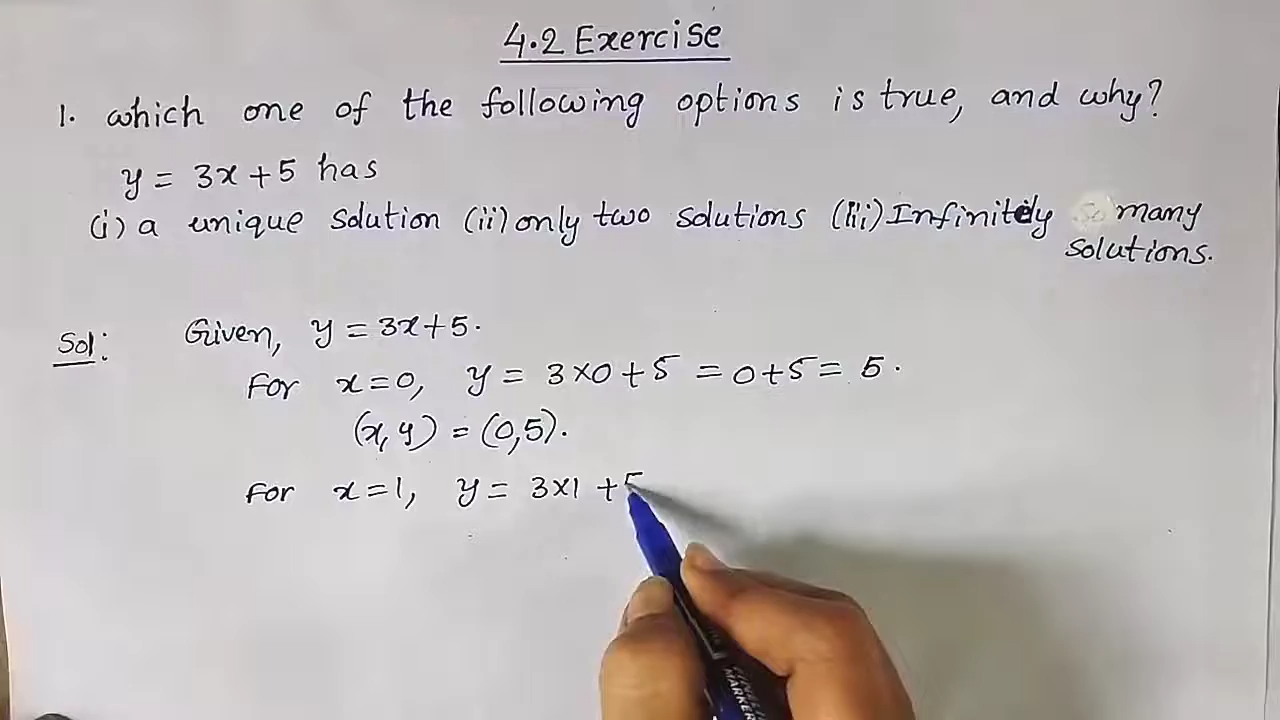 4.2 Exercise
1. which one of the following options is true, and why?
y = 3x + 5 has
(i) a unique solution (ii) only two solutions (iii) Infinitely many
solutions.
Sol: Given, y = 3x + 5.
For x = 0, y = 3×0 + 5 = 0 + 5 = 5.
(x, y) = (0, 5).
For x = 1, y = 3×1 + 5
MARKER